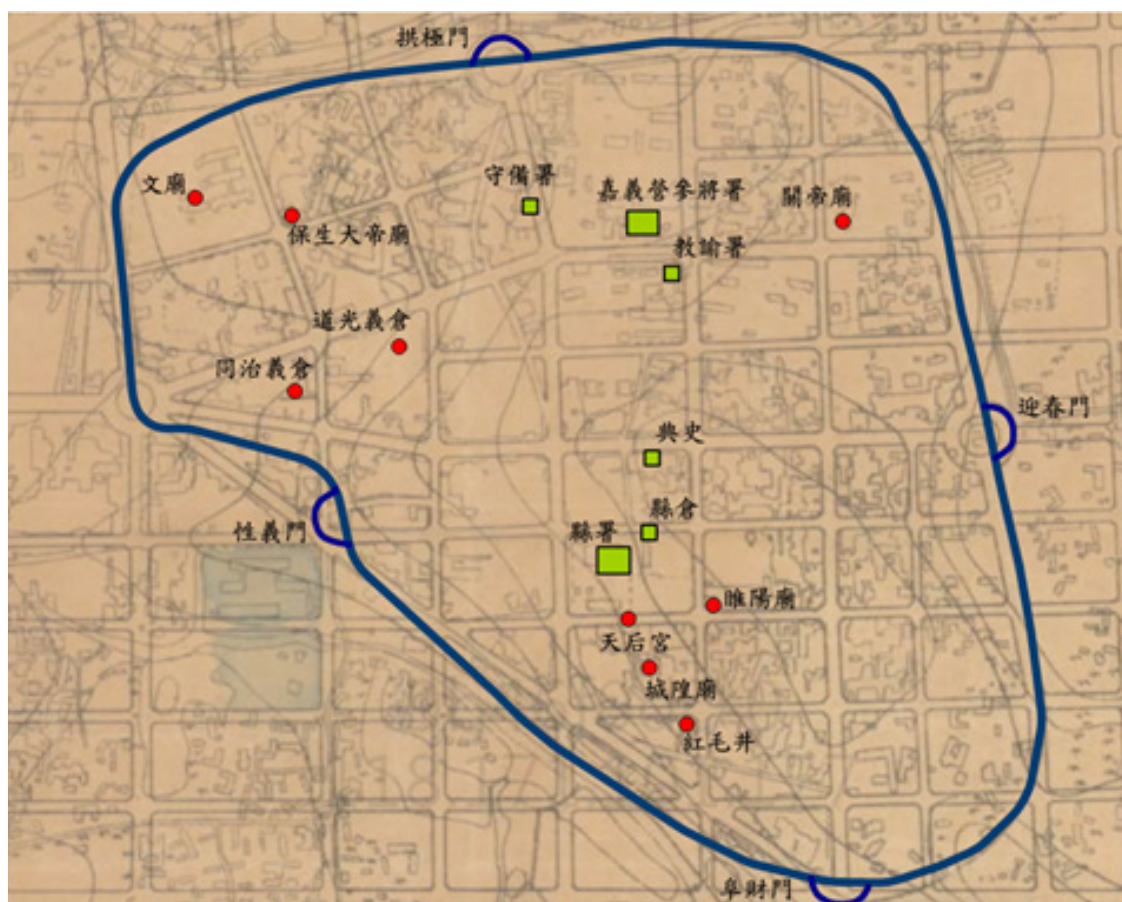 拱極門
守備署
嘉義營參將署
關帝廟
文廟
保生大帝廟
教諭署
道光義倉
同治義倉
迎春門
典史
縣倉
性義門
縣署
睢陽廟
天后宮
城隍廟
紅毛井
阜財門